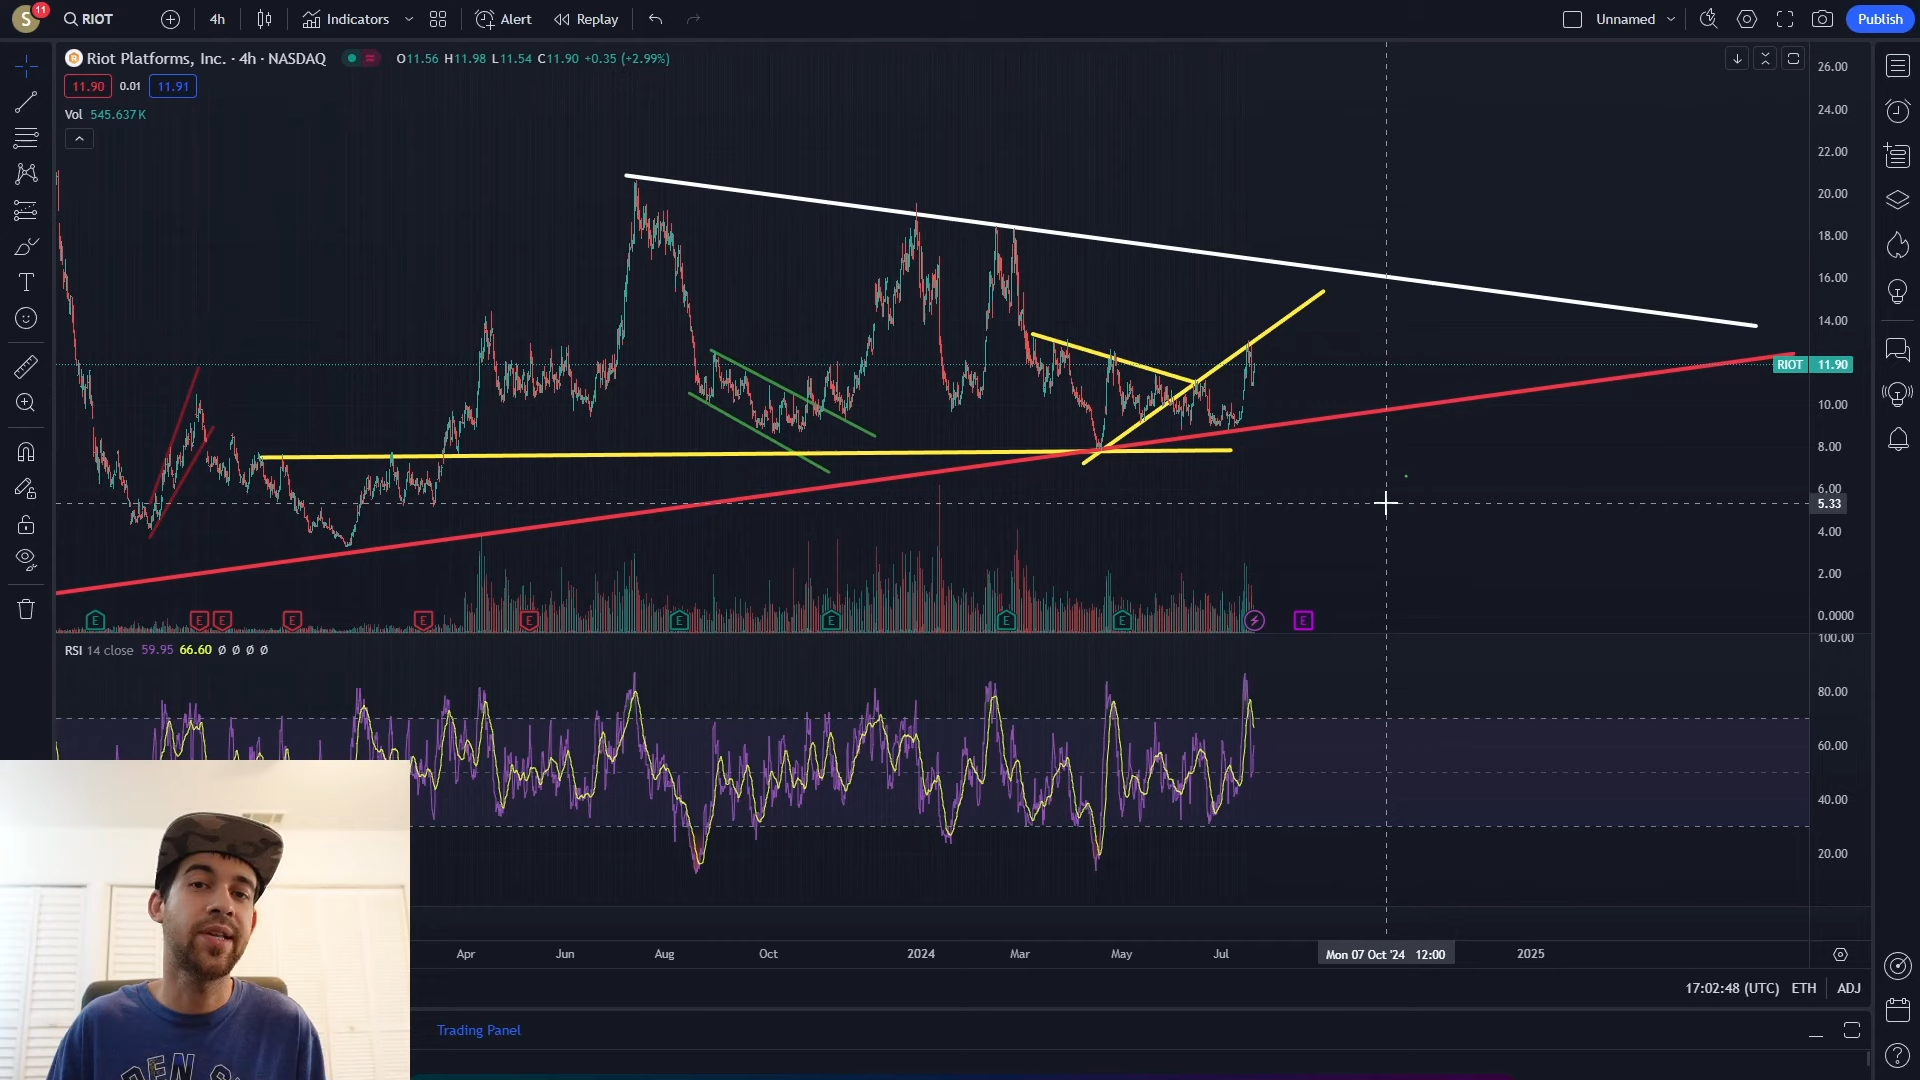 S 11 RIOT 4h Indicators Alert Replay Unnamed Publish
Riot Platforms, Inc. · 4h · NASDAQ O11.56 H11.98 L11.54 C11.90 +0.35 (+2.99%)
11.90 0.01 11.91
Vol 545.637K
26.00
24.00
22.00
20.00
18.00
16.00
14.00
RIOT 11.90
10.00
8.00
6.00
5.33
4.00
2.00
0.0000
E E E E E E E E E E E
100.00
RSI 14 close 59.95 66.60 Ø Ø Ø Ø
80.00
60.00
40.00
20.00
Apr Jun Aug Oct 2024 Mar May Jul Mon 07 Oct '24 12:00 2025
17:02:48 (UTC) ETH ADJ
Trading Panel